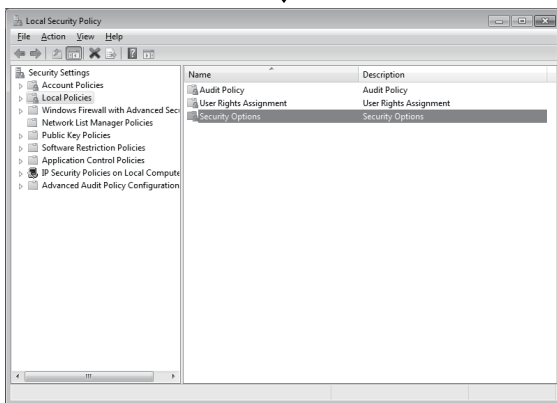 Local Security Policy
File Action View Help
Security Settings
Account Policies
Local Policies
Windows Firewall with Advanced Secu
Network List Manager Policies
Public Key Policies
Software Restriction Policies
Application Control Policies
IP Security Policies on Local Compute
Advanced Audit Policy Configuration
Name Description
Audit Policy Audit Policy
User Rights Assignment User Rights Assignment
Security Options Security Options